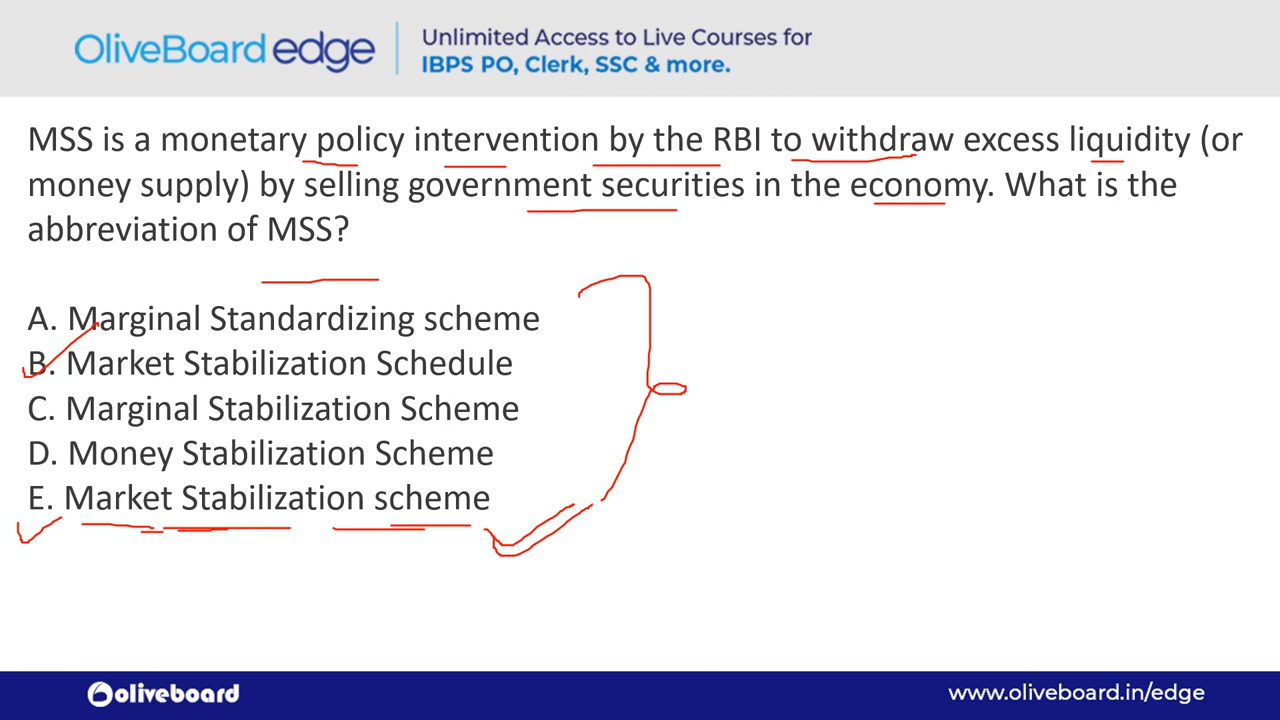 OliveBoard edge
Unlimited Access to Live Courses for
IBPS PO, Clerk, SSC & more.
MSS is a monetary policy intervention by the RBI to withdraw excess liquidity (or
money supply) by selling government securities in the economy. What is the
abbreviation of MSS?
A. Marginal Standardizing scheme
B. Market Stabilization Schedule
C. Marginal Stabilization Scheme
D. Money Stabilization Scheme
E. Market Stabilization scheme
oliveboard
www.oliveboard.in/edge